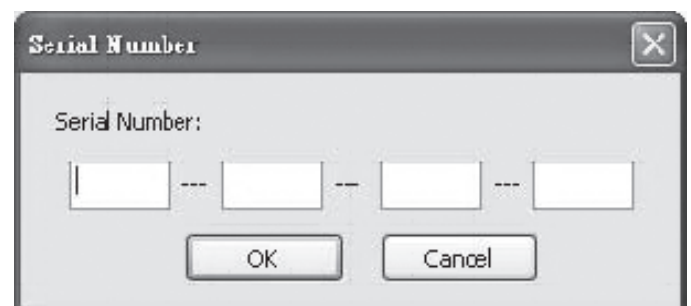 Serial Number
Serial Number:
--- --- ---
OK Cancel